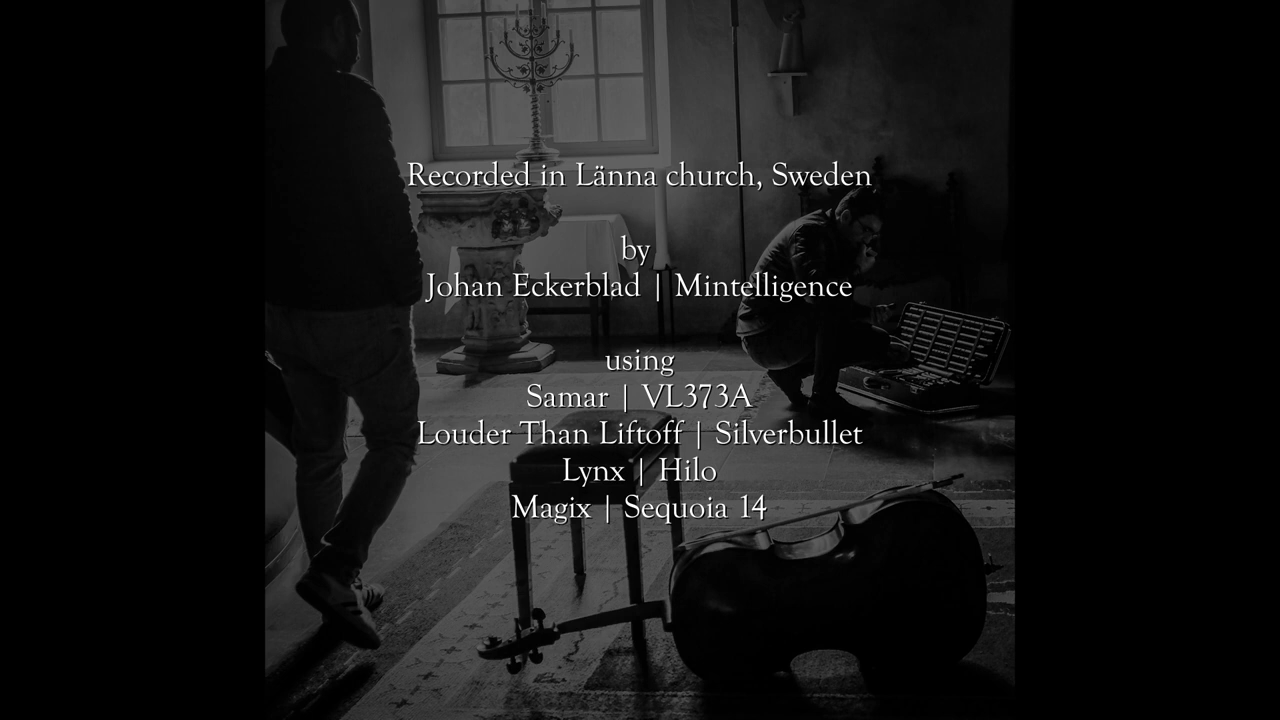 Recorded in Länna church, Sweden
by
Johan Eckerblad | Mintelligence
using
Samar | VL373A
Louder Than Liftoff | Silverbullet
Lynx | Hilo
Magix | Sequoia 14